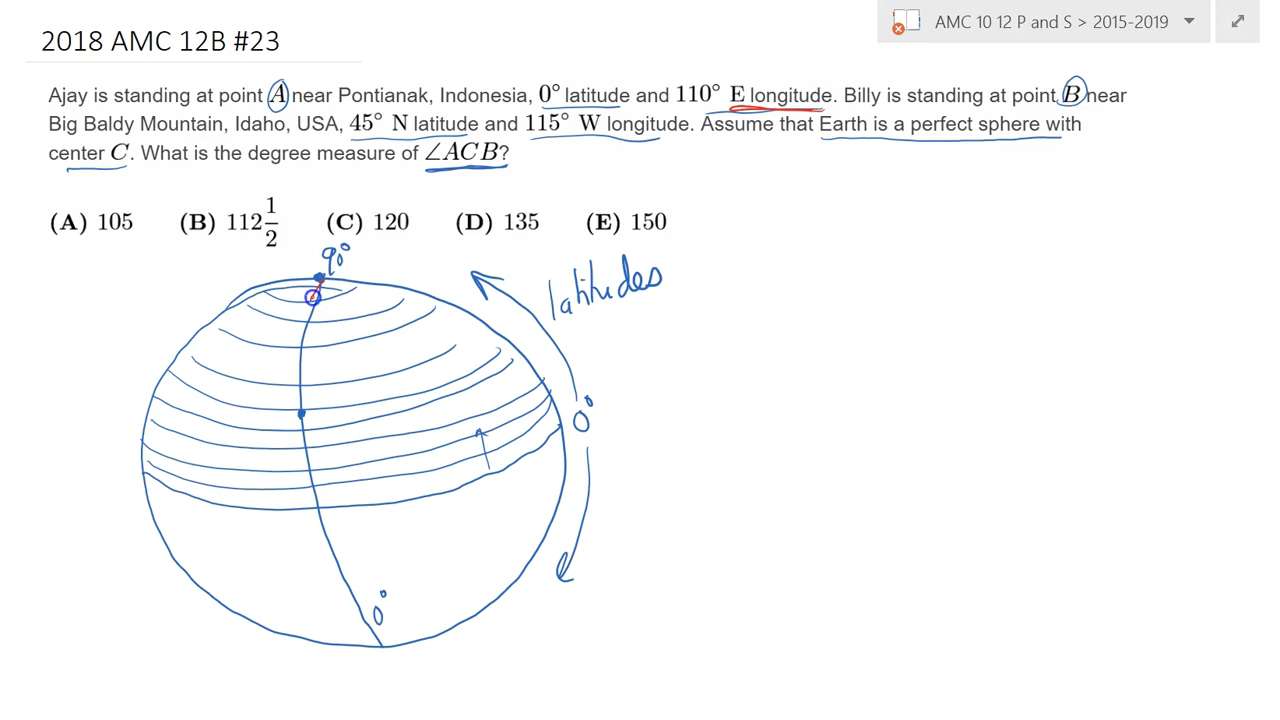 AMC 10 12 P and S > 2015-2019
2018 AMC 12B #23
Ajay is standing at point A near Pontianak, Indonesia, 0° latitude and 110° E longitude. Billy is standing at point B near
Big Baldy Mountain, Idaho, USA, 45° N latitude and 115° W longitude. Assume that Earth is a perfect sphere with
center C. What is the degree measure of ∠ACB?
(A) 105 (B) 112 1/2 (C) 120 (D) 135 (E) 150
90°
latitudes
0°
0°